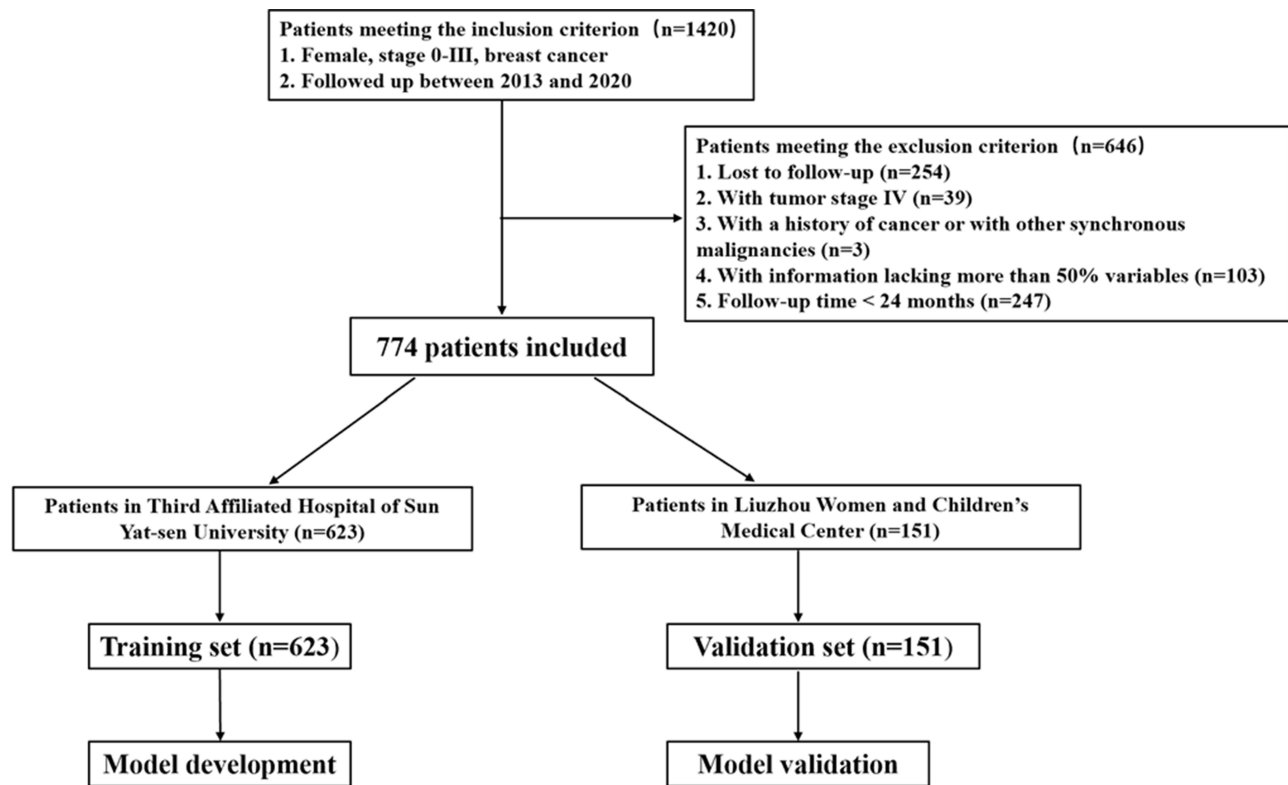 Patients meeting the inclusion criterion（n=1420）
1. Female, stage 0-III, breast cancer
2. Followed up between 2013 and 2020
Patients meeting the exclusion criterion（n=646）
1. Lost to follow-up (n=254)
2. With tumor stage IV (n=39)
3. With a history of cancer or with other synchronous
malignancies (n=3)
4. With information lacking more than 50% variables (n=103)
5. Follow-up time < 24 months (n=247)
774 patients included
Patients in Third Affiliated Hospital of Sun
Yat-sen University (n=623)
Patients in Liuzhou Women and Children’s
Medical Center (n=151)
Training set (n=623)
Validation set (n=151)
Model development
Model validation